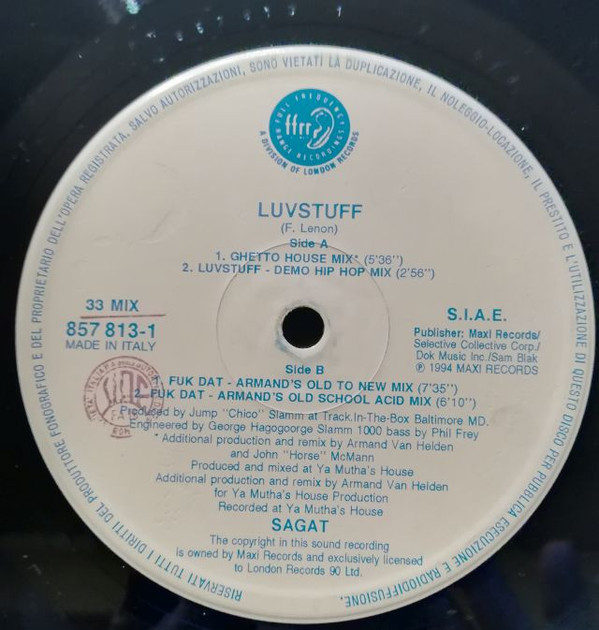 RISERVATI TUTTI I DIRITTI DEL PRODUTTORE FONOGRAFICO E DEL PROPRIETARIO DELL'OPERA REGISTRATA. SALVO AUTORIZZAZIONI, SONO VIETATI LA DUPLICAZIONE, IL NOLEGGIO-LOCAZIONE, IL PRESTITO E L'UTILIZZAZIONE DI QUESTO DISCO PER PUBBLICA ESECUZIONE E RADIODIFFUSIONE.
FULL FREQUENCY
ffrr
RANGE RECORDINGS
A DIVISION OF LONDON RECORDS
LUVSTUFF
(F. Lenon)
Side A
1. GHETTO HOUSE MIX* (5'36")
2. LUVSTUFF - DEMO HIP HOP MIX (2'56")
33 MIX
857 813-1
MADE IN ITALY
S.I.A.E.
Publisher: Maxi Records/
Selective Collective Corp./
Dok Music Inc./Sam Blak
℗ 1994 MAXI RECORDS
Side B
1. FUK DAT - ARMAND'S OLD TO NEW MIX (7'35")
2. FUK DAT - ARMAND'S OLD SCHOOL ACID MIX (6'10")
Produced by Jump "Chico" Slamm at Track.In-The-Box Baltimore MD.
Engineered by George Hagogoorge Slamm 1000 bass by Phil Frey
* Additional production and remix by Armand Van Helden
and John "Horse" McMann
Produced and mixed at Ya Mutha's House
Additional production and remix by Armand Van Helden
for Ya Mutha's House Production
Recorded at Ya Mutha's House
SAGAT
The copyright in this sound recording
is owned by Maxi Records and exclusively licensed
to London Records 90 Ltd.